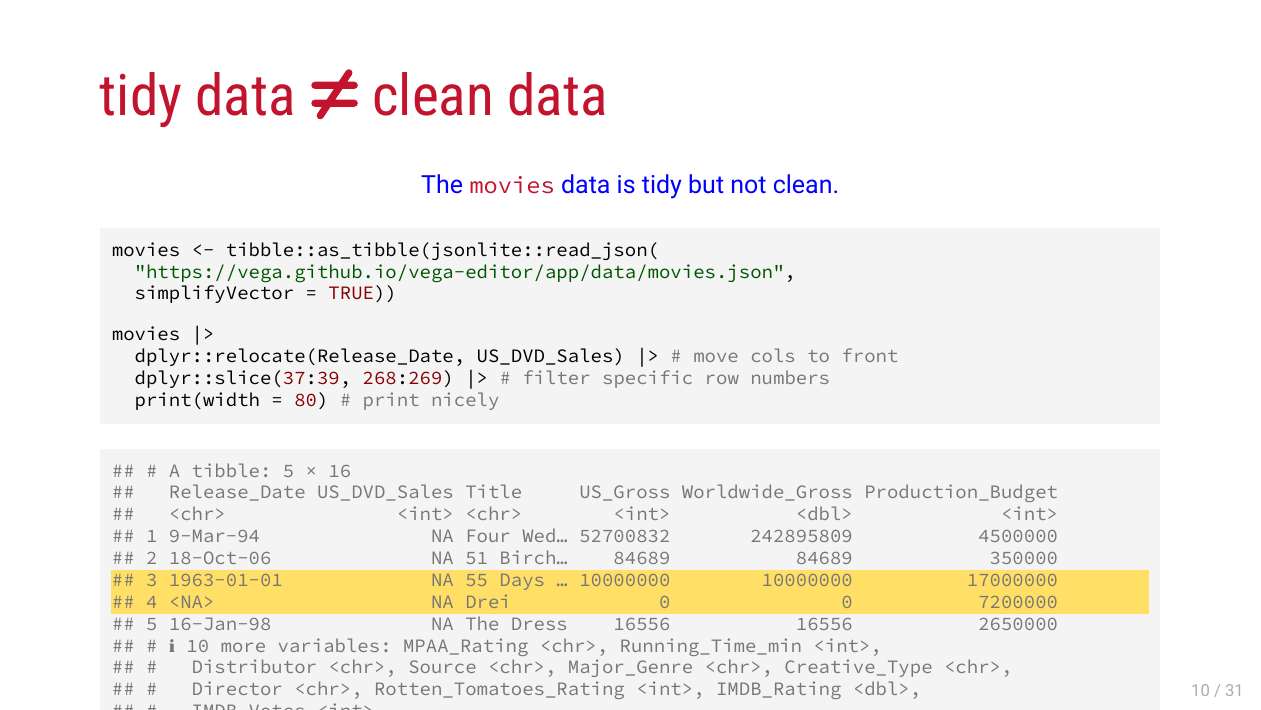 tidy data ≠ clean data
The movies data is tidy but not clean.
movies <- tibble::as_tibble(jsonlite::read_json(
  "https://vega.github.io/vega-editor/app/data/movies.json",
  simplifyVector = TRUE))
movies |>
  dplyr::relocate(Release_Date, US_DVD_Sales) |> # move cols to front
  dplyr::slice(37:39, 268:269) |> # filter specific row numbers
  print(width = 80) # print nicely
## # A tibble: 5 × 16
##   Release_Date US_DVD_Sales Title     US_Gross Worldwide_Gross Production_Budget
##   <chr>               <int> <chr>        <int>           <dbl>             <int>
## 1 9-Mar-94               NA Four Wed… 52700832       242895809           4500000
## 2 18-Oct-06              NA 51 Birch…    84689           84689            350000
## 3 1963-01-01             NA 55 Days … 10000000        10000000          17000000
## 4 <NA>                   NA Drei             0               0           7200000
## 5 16-Jan-98              NA The Dress    16556           16556           2650000
## # ℹ 10 more variables: MPAA_Rating <chr>, Running_Time_min <int>,
## #   Distributor <chr>, Source <chr>, Major_Genre <chr>, Creative_Type <chr>,
## #   Director <chr>, Rotten_Tomatoes_Rating <int>, IMDB_Rating <dbl>,
## #   IMDB_Votes <int>
10 / 31